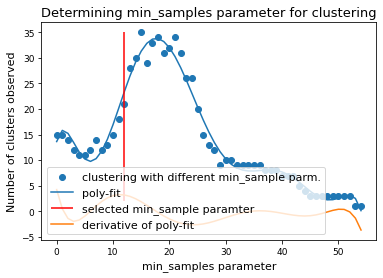 Determining min_samples parameter for clustering
Number of clusters observed
35
30
25
20
15
10
5
0
−5
clustering with different min_sample parm.
poly-fit
selected min_sample paramter
derivative of poly-fit
0
10
20
30
40
50
min_samples parameter